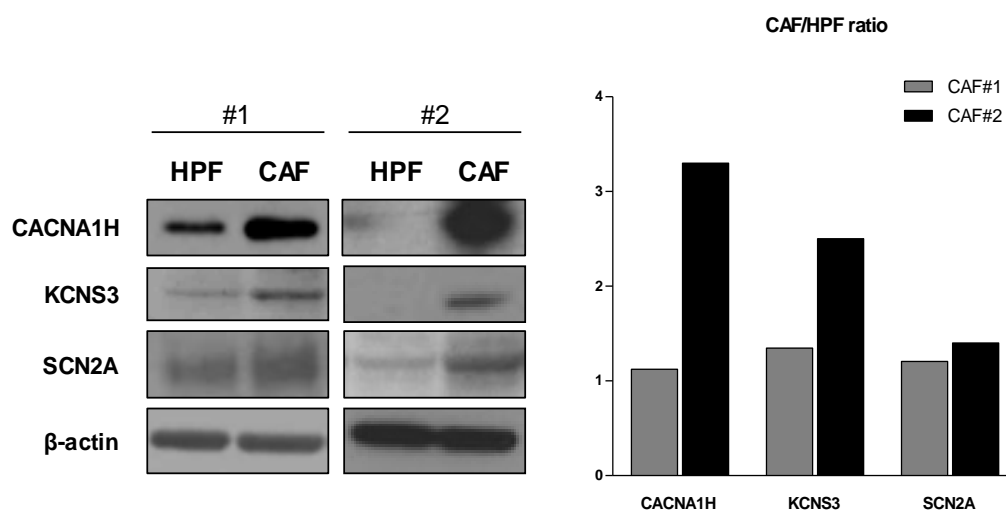 #1 #2
HPF CAF HPF CAF
CACNA1H
KCNS3
SCN2A
β-actin
CAF/HPF ratio
CAF#1
CAF#2
4
3
2
1
0
CACNA1H KCNS3 SCN2A